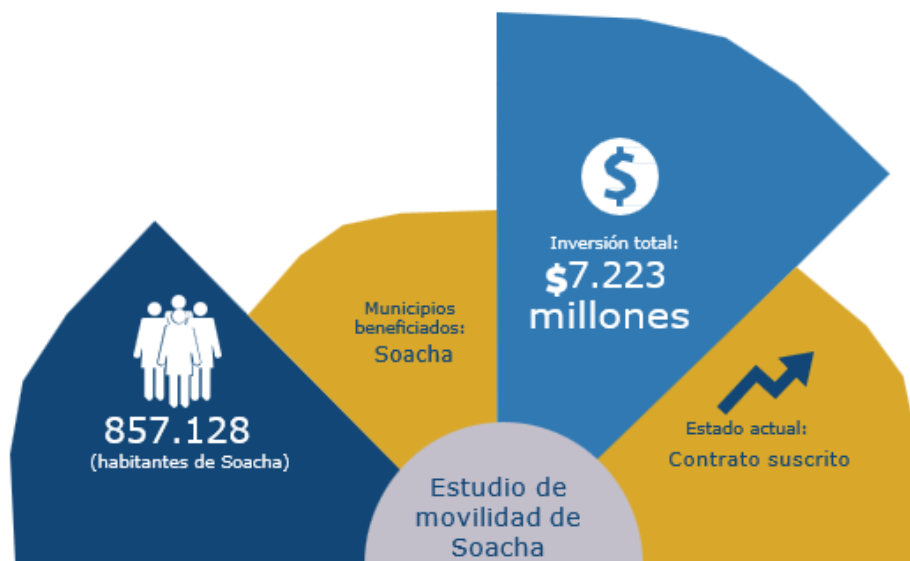 857.128
(habitantes de Soacha)
Municipios
beneficiados:
Soacha
$
Inversión total:
$7.223
millones
Estado actual:
Contrato suscrito
Estudio de
movilidad de
Soacha